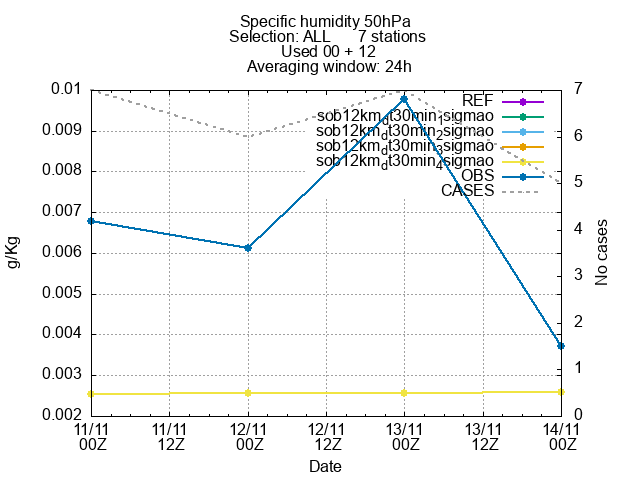 Specific humidity 50hPa
Selection: ALL 7 stations
Used 00 + 12
Averaging window: 24h
0.01
0.009
0.008
0.007
0.006
0.005
0.004
0.003
0.002
g/Kg
7
6
5
4
3
2
1
0
No cases
REF
sob12km_dt30min_1sigmao
sob12km_dt30min_2sigmao
sob12km_dt30min_3sigmao
sob12km_dt30min_4sigmao
OBS
CASES
11/11 11/11 12/11 12/11 13/11 13/11 14/11
00Z 12Z 00Z 12Z 00Z 12Z 00Z
Date